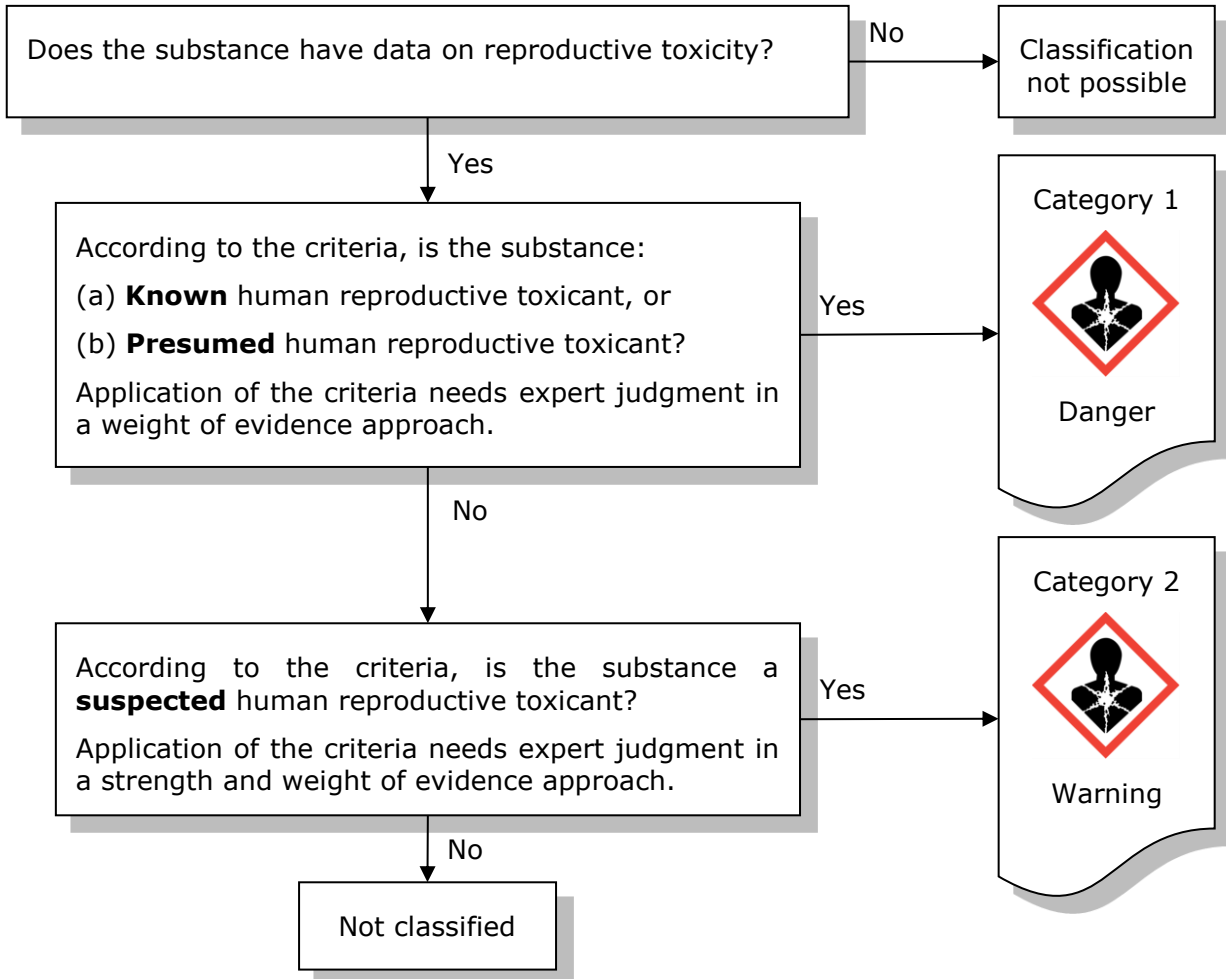 Does the substance have data on reproductive toxicity?
No
Classification
not possible
Yes
According to the criteria, is the substance:
(a) Known human reproductive toxicant, or
(b) Presumed human reproductive toxicant?
Application of the criteria needs expert judgment in
a weight of evidence approach.
Yes
Category 1
Danger
No
According to the criteria, is the substance a
suspected human reproductive toxicant?
Application of the criteria needs expert judgment in
a strength and weight of evidence approach.
Yes
Category 2
Warning
No
Not classified